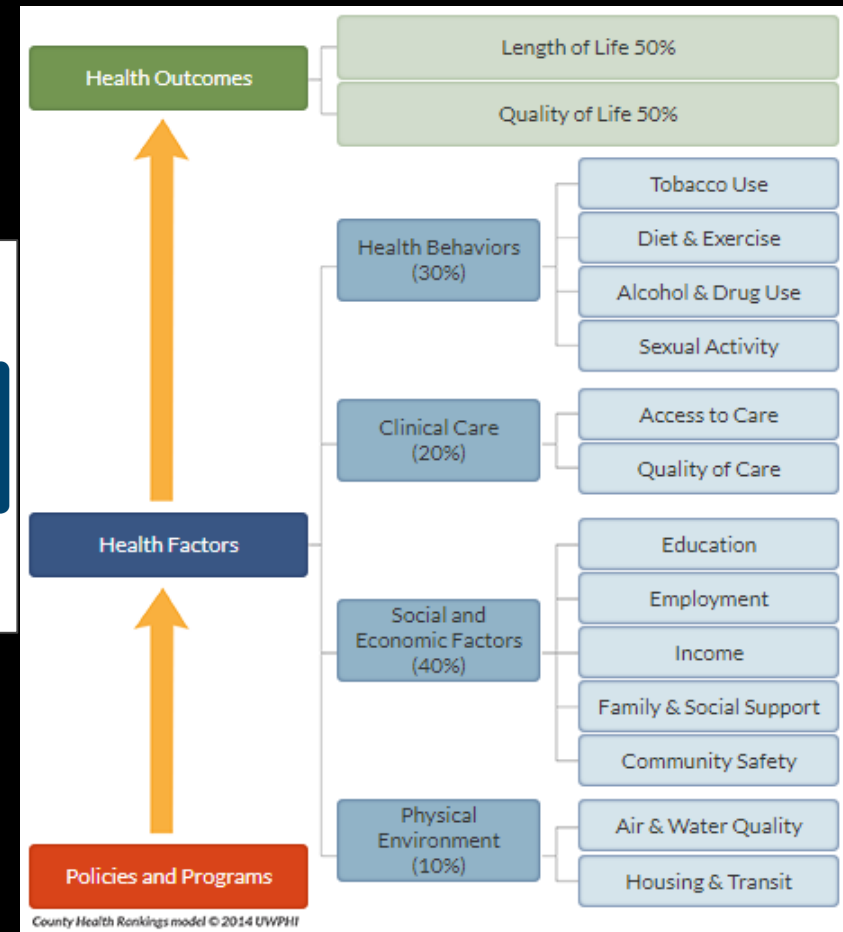 Health Outcomes
Length of Life 50%
Quality of Life 50%
Health Behaviors
(30%)
Tobacco Use
Diet & Exercise
Alcohol & Drug Use
Sexual Activity
Clinical Care
(20%)
Access to Care
Quality of Care
Health Factors
Social and
Economic Factors
(40%)
Education
Employment
Income
Family & Social Support
Community Safety
Physical
Environment
(10%)
Air & Water Quality
Housing & Transit
Policies and Programs
County Health Rankings model © 2014 UWPHI